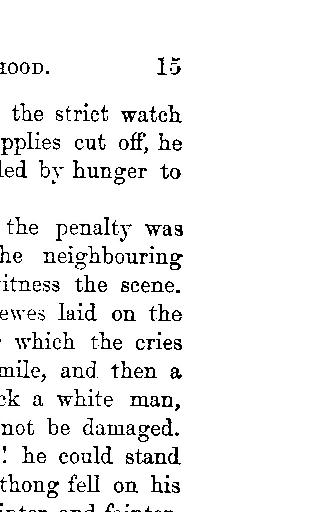 HOOD. 15
the strict watch
pplies cut off, he
led by hunger to
the penalty was
he neighbouring
itness the scene.
ewes laid on the
which the cries
mile, and then a
ck a white man,
not be damaged.
! he could stand
thong fell on his